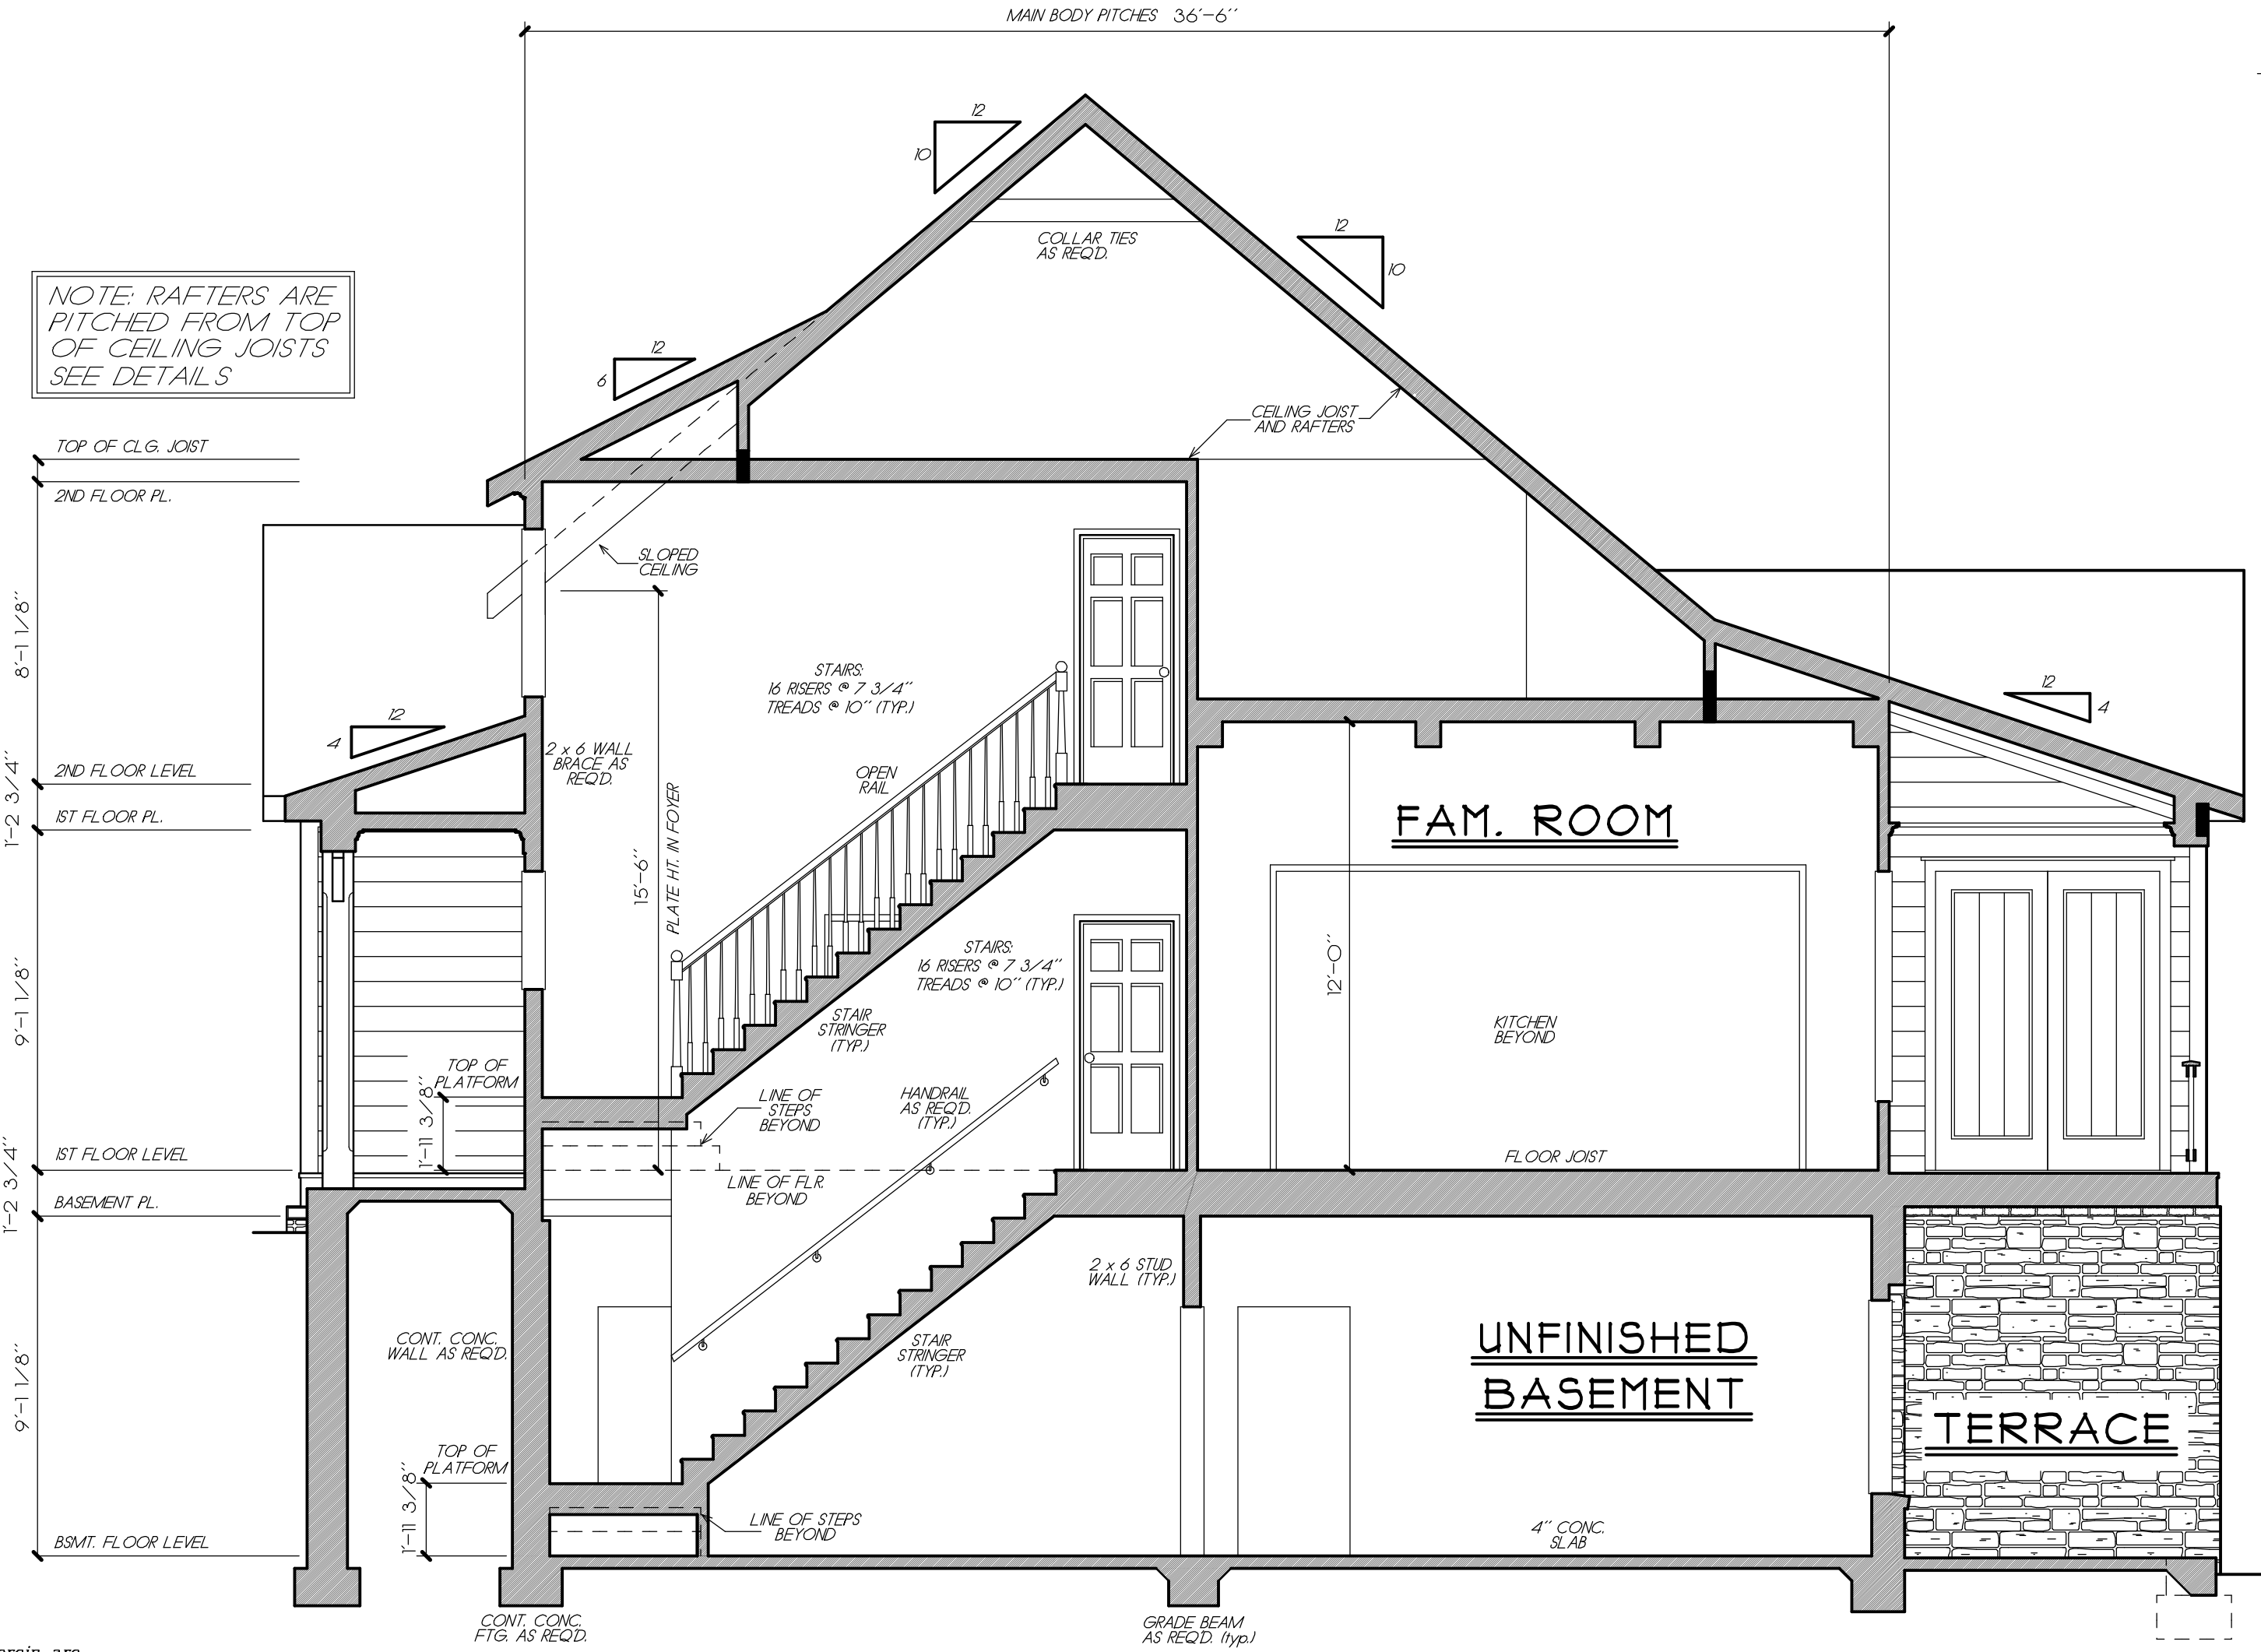 MAIN BODY PITCHES 36'-6"
12
10
12
10
COLLAR TIES
AS REQ'D.
NOTE: RAFTERS ARE
PITCHED FROM TOP
OF CEILING JOISTS
SEE DETAILS
12
6
CEILING JOIST
AND RAFTERS
TOP OF CLG. JOIST
2ND FLOOR PL.
SLOPED
CEILING
8'-1 1/8"
STAIRS:
16 RISERS @ 7 3/4"
TREADS @ 10" (TYP.)
12
4
12
4
2 x 6 WALL
BRACE AS
REQ'D.
OPEN
RAIL
2ND FLOOR LEVEL
1'-2 3/4"
1ST FLOOR PL.
15'-6"
PLATE HT. IN FOYER
FAM. ROOM
12'-0"
STAIRS:
16 RISERS @ 7 3/4"
TREADS @ 10" (TYP.)
9'-1 1/8"
STAIR
STRINGER
(TYP.)
KITCHEN
BEYOND
TOP OF
PLATFORM
1'-11 3/8"
LINE OF
STEPS
BEYOND
HANDRAIL
AS REQ'D.
(TYP.)
1ST FLOOR LEVEL
FLOOR JOIST
1'-2 3/4"
LINE OF FLR.
BEYOND
BASEMENT PL.
2 x 6 STUD
WALL (TYP.)
CONT. CONC.
WALL AS REQ'D.
STAIR
STRINGER
(TYP.)
UNFINISHED
BASEMENT
9'-1 1/8"
TERRACE
TOP OF
PLATFORM
1'-11 3/8"
LINE OF STEPS
BEYOND
4" CONC.
SLAB
BSMT. FLOOR LEVEL
CONT. CONC.
FTG. AS REQ'D.
GRADE BEAM
AS REQ'D. (typ.)
are